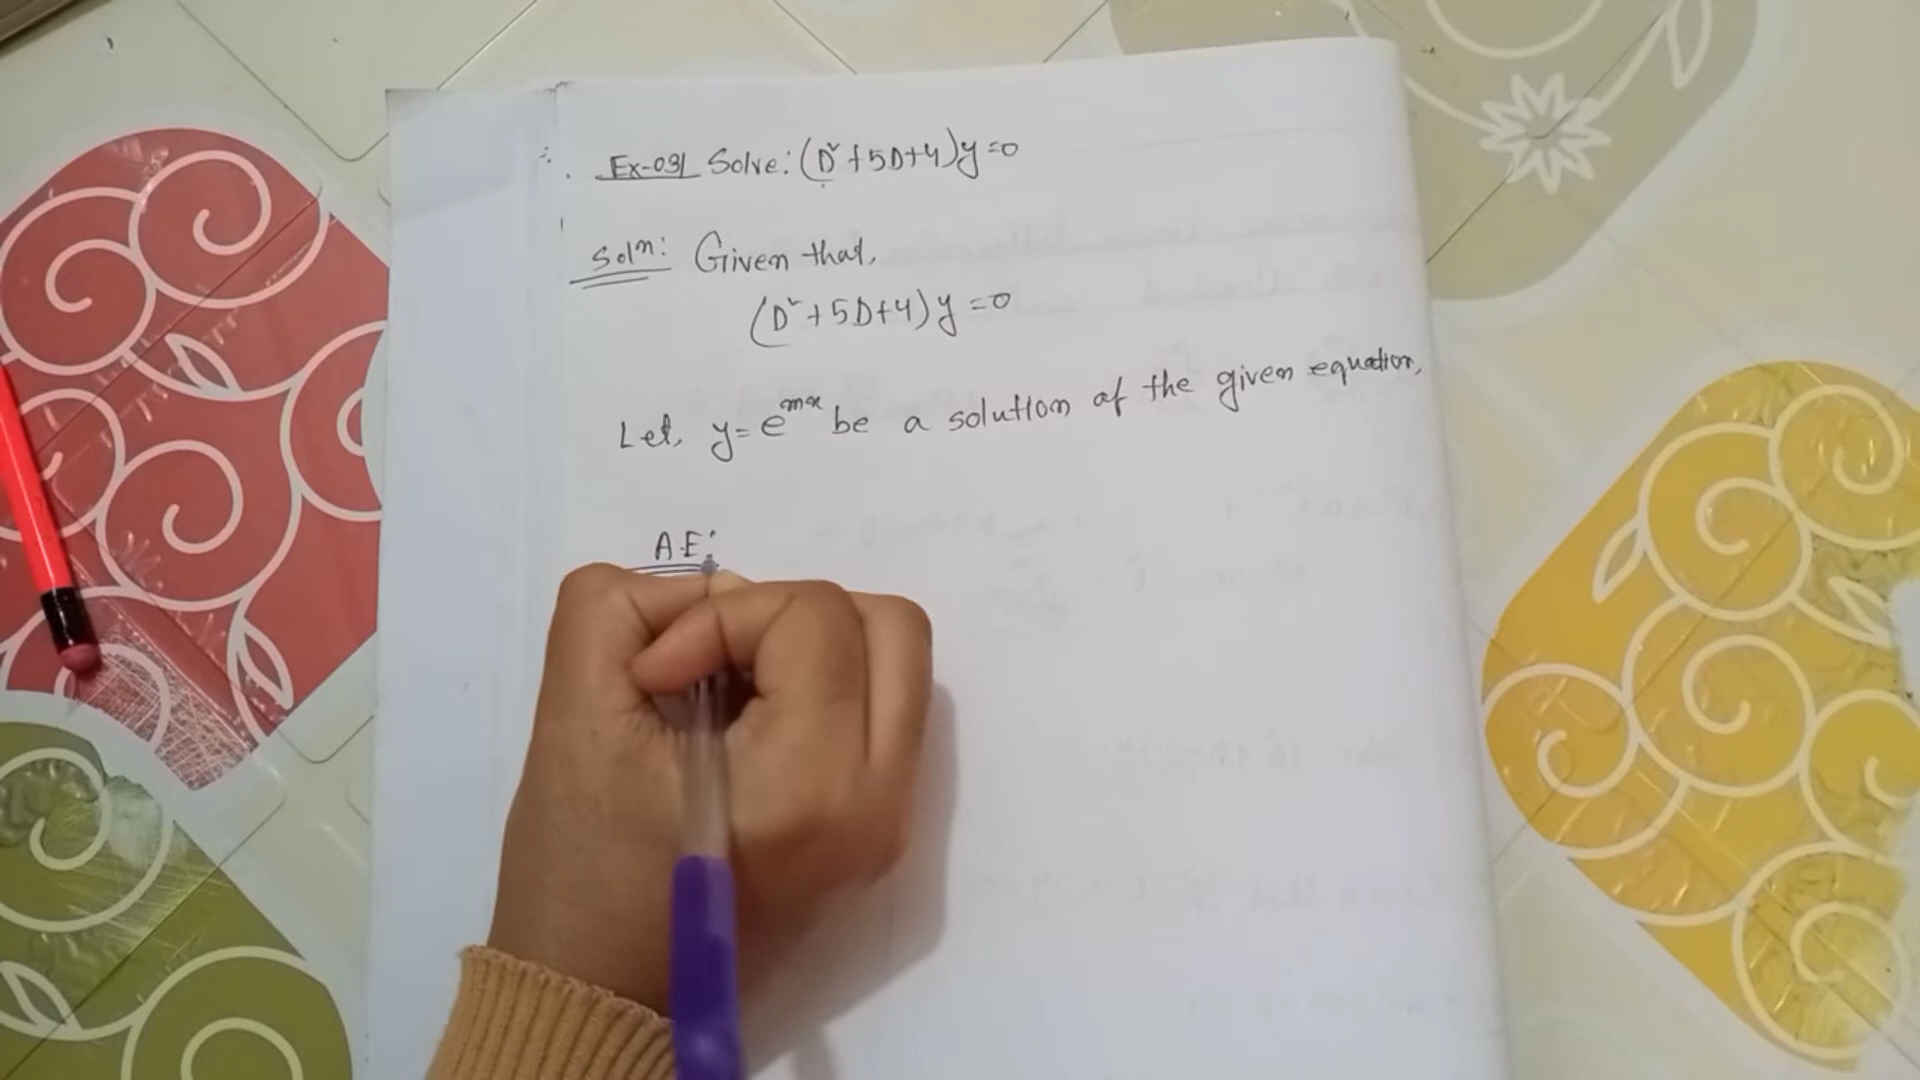 Ex-03| Solve: (D² + 5D + 4)y = 0
Solⁿ: Given that,
(D² + 5D + 4) y = 0
Let, y = e^mx be a solution of the given equation,
A.E: